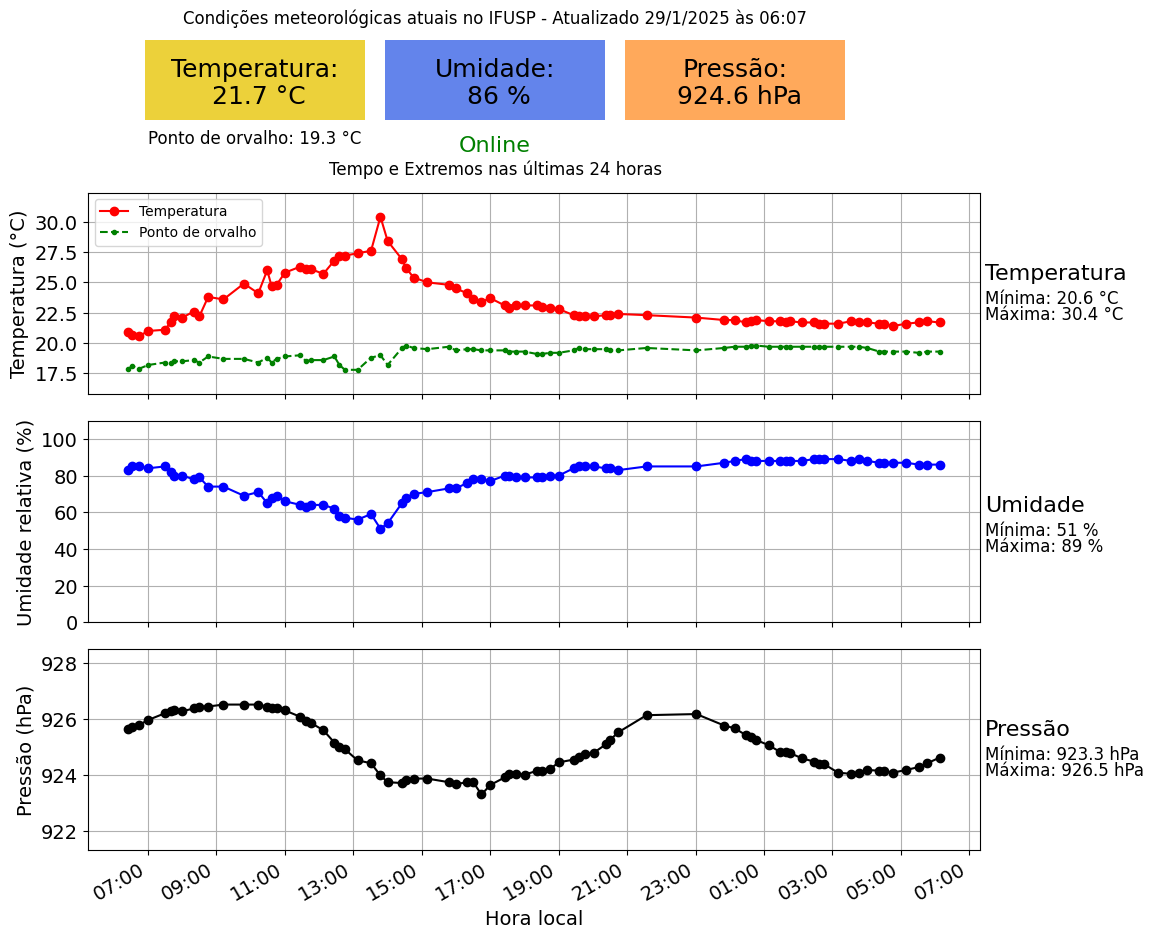 Condições meteorológicas atuais no IFUSP - Atualizado 29/1/2025 às 06:07
Temperatura:
21.7 °C
Umidade:
86 %
Pressão:
924.6 hPa
Ponto de orvalho: 19.3 °C
Online
Tempo e Extremos nas últimas 24 horas
Temperatura (°C)
30.0
27.5
25.0
22.5
20.0
17.5
Temperatura
Ponto de orvalho
Temperatura
Mínima: 20.6 °C
Máxima: 30.4 °C
Umidade relativa (%)
100
80
60
40
20
0
Umidade
Mínima: 51 %
Máxima: 89 %
Pressão (hPa)
928
926
924
922
Pressão
Mínima: 923.3 hPa
Máxima: 926.5 hPa
07:00 09:00 11:00 13:00 15:00 17:00 19:00 21:00 23:00 01:00 03:00 05:00 07:00
Hora local